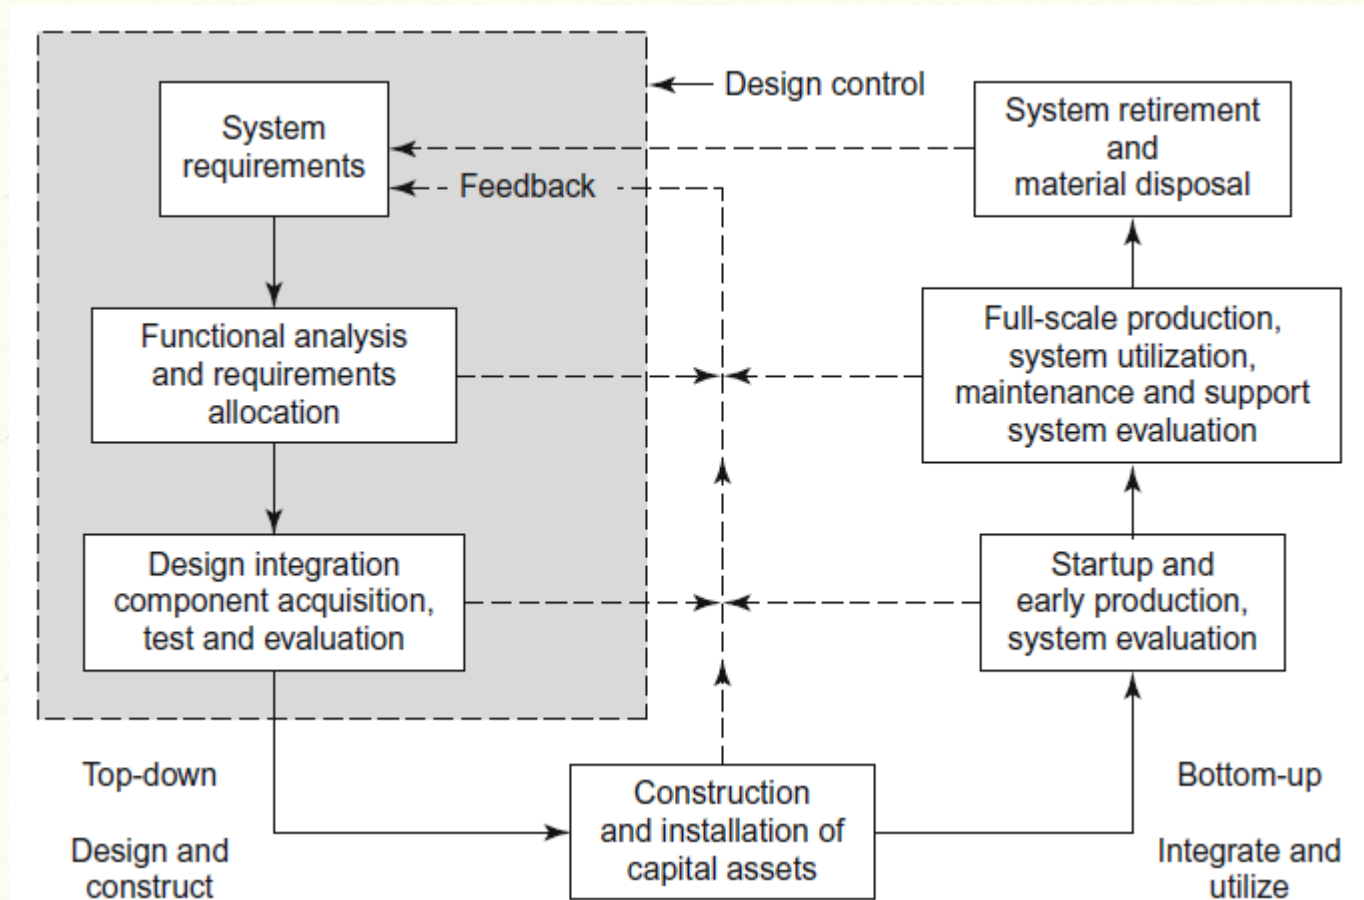 System
requirements
Design control
Feedback
System retirement
and
material disposal
Functional analysis
and requirements
allocation
Full-scale production,
system utilization,
maintenance and support
system evaluation
Design integration
component acquisition,
test and evaluation
Startup and
early production,
system evaluation
Top-down
Design and
construct
Construction
and installation of
capital assets
Bottom-up
Integrate and
utilize